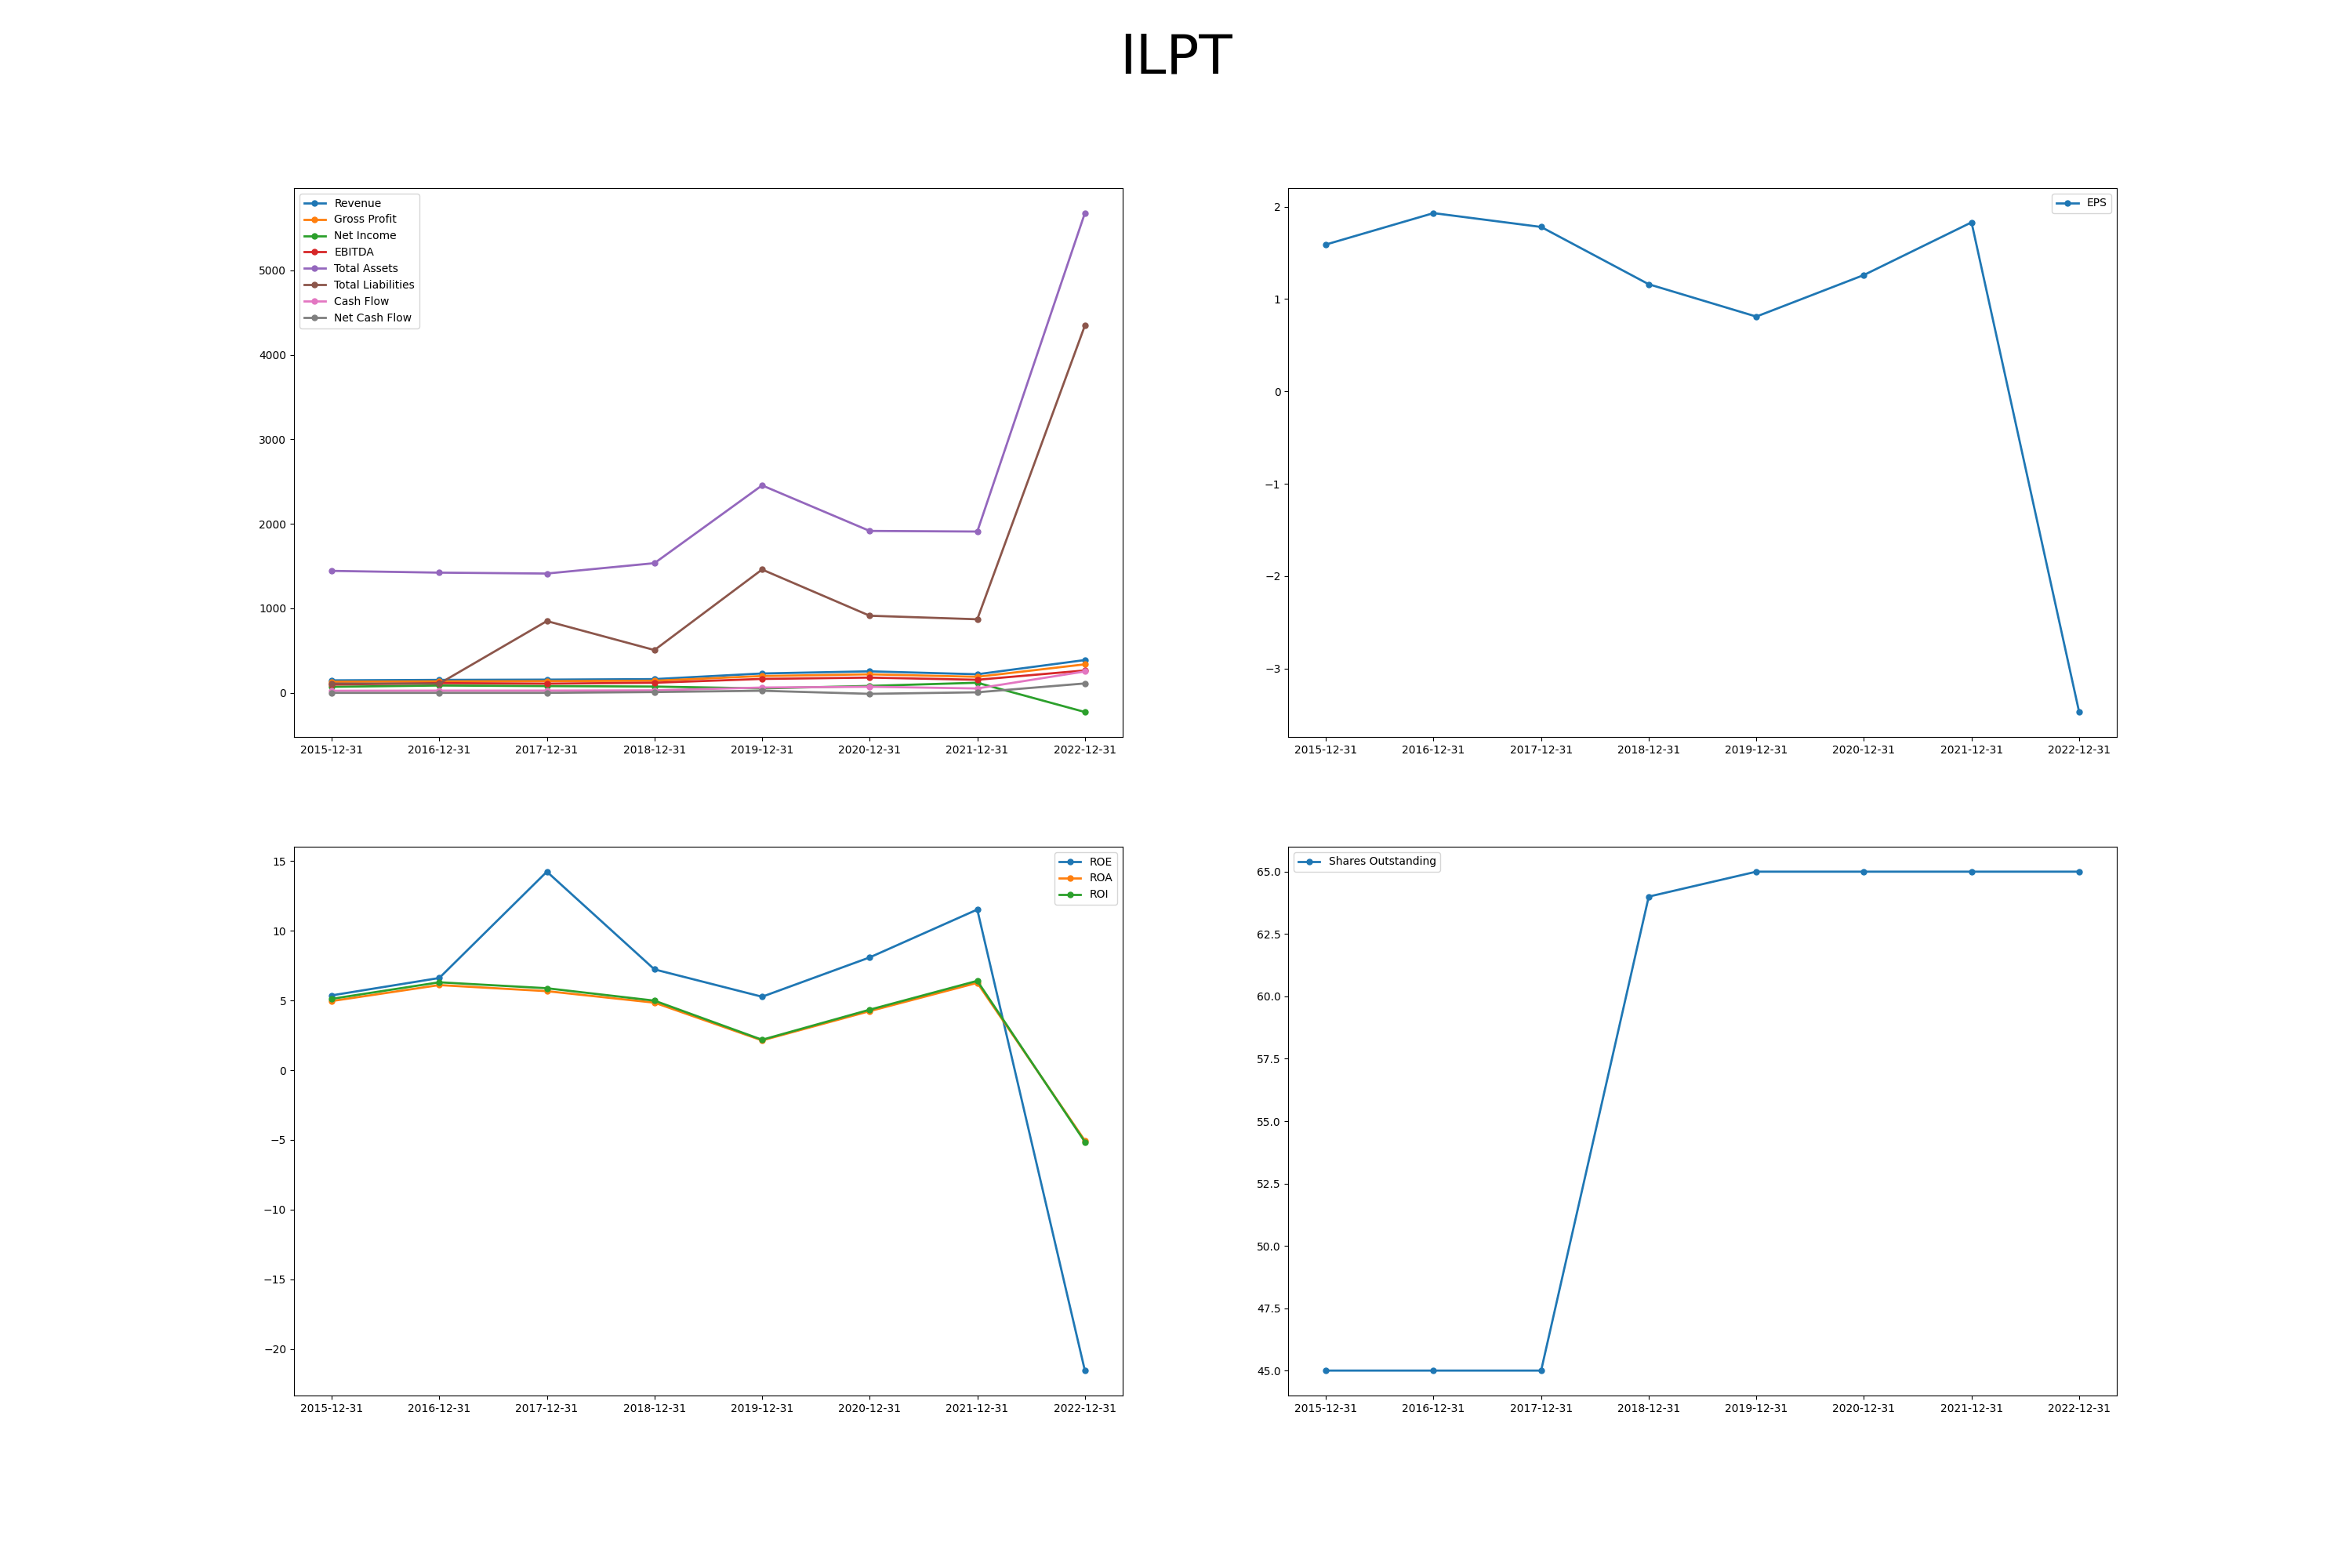 ILPT
Revenue
Gross Profit
Net Income
EBITDA
Total Assets
Total Liabilities
Cash Flow
Net Cash Flow
5000
4000
3000
2000
1000
0
2015-12-31 2016-12-31 2017-12-31 2018-12-31 2019-12-31 2020-12-31 2021-12-31 2022-12-31
EPS
2
1
0
−1
−2
−3
2015-12-31 2016-12-31 2017-12-31 2018-12-31 2019-12-31 2020-12-31 2021-12-31 2022-12-31
ROE
ROA
ROI
15
10
5
0
−5
−10
−15
−20
2015-12-31 2016-12-31 2017-12-31 2018-12-31 2019-12-31 2020-12-31 2021-12-31 2022-12-31
Shares Outstanding
65.0
62.5
60.0
57.5
55.0
52.5
50.0
47.5
45.0
2015-12-31 2016-12-31 2017-12-31 2018-12-31 2019-12-31 2020-12-31 2021-12-31 2022-12-31